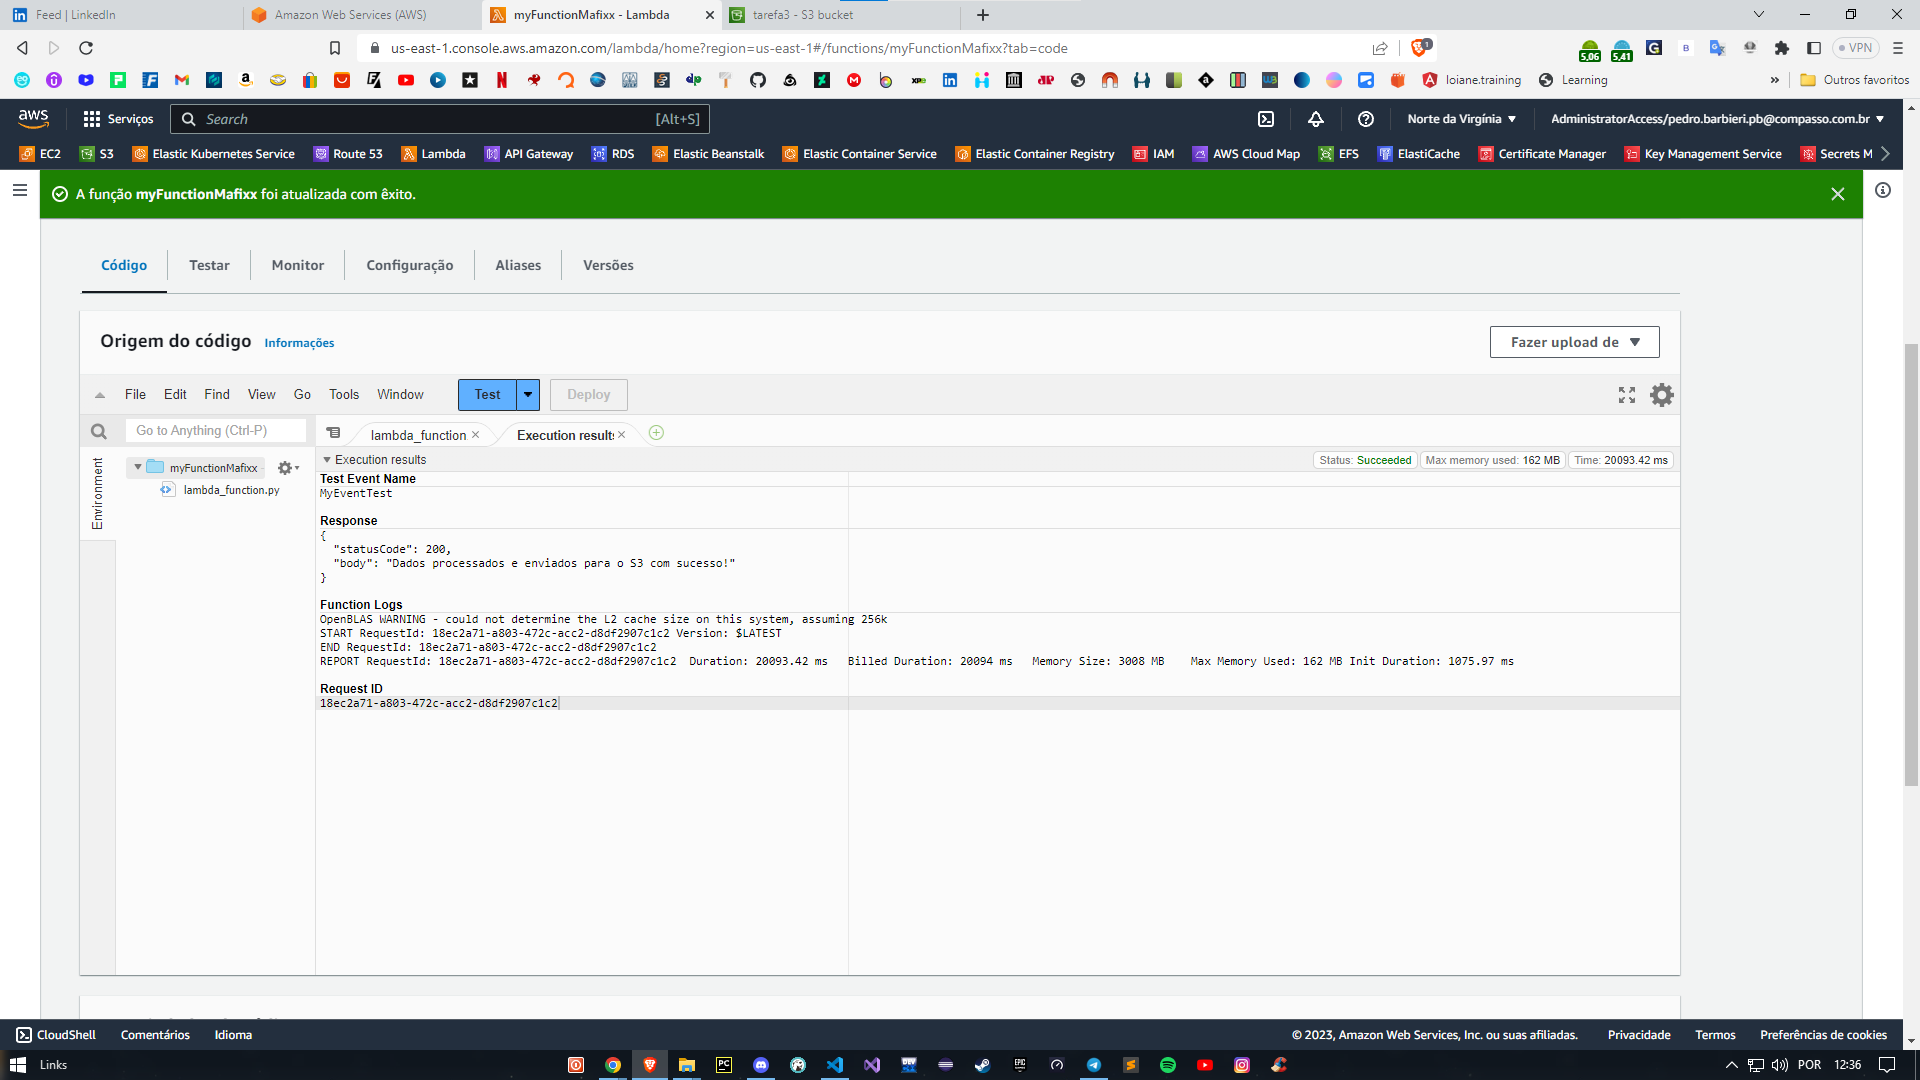 Feed | LinkedIn
Amazon Web Services (AWS)
myFunctionMafixx - Lambda
tarefa3 - S3 bucket
us-east-1.console.aws.amazon.com/lambda/home?region=us-east-1#/functions/myFunctionMafixx?tab=code
1
5,06
5,41
VPN
loiane.training
Learning
Outros favoritos
aws
Serviços
Search
[Alt+S]
Norte da Virgínia
AdministratorAccess/pedro.barbieri.pb@compasso.com.br
EC2
S3
Elastic Kubernetes Service
Route 53
Lambda
API Gateway
RDS
Elastic Beanstalk
Elastic Container Service
Elastic Container Registry
IAM
AWS Cloud Map
EFS
ElastiCache
Certificate Manager
Key Management Service
Secrets M
A função myFunctionMafixx foi atualizada com êxito.
Código
Testar
Monitor
Configuração
Aliases
Versões
Origem do código
Informações
Fazer upload de
File
Edit
Find
View
Go
Tools
Window
Test
Deploy
Go to Anything (Ctrl-P)
lambda_function
Execution results
Environment
myFunctionMafixx
lambda_function.py
Execution results
Status: Succeeded
Max memory used: 162 MB
Time: 20093.42 ms
Test Event Name
MyEventTest
Response
{
"statusCode": 200,
"body": "Dados processados e enviados para o S3 com sucesso!"
}
Function Logs
OpenBLAS WARNING - could not determine the L2 cache size on this system, assuming 256k
START RequestId: 18ec2a71-a803-472c-acc2-d8df2907c1c2 Version: $LATEST
END RequestId: 18ec2a71-a803-472c-acc2-d8df2907c1c2
REPORT RequestId: 18ec2a71-a803-472c-acc2-d8df2907c1c2 Duration: 20093.42 ms Billed Duration: 20094 ms Memory Size: 3008 MB Max Memory Used: 162 MB Init Duration: 1075.97 ms
Request ID
18ec2a71-a803-472c-acc2-d8df2907c1c2
CloudShell
Comentários
Idioma
© 2023, Amazon Web Services, Inc. ou suas afiliadas.
Privacidade
Termos
Preferências de cookies
Links
POR
12:36